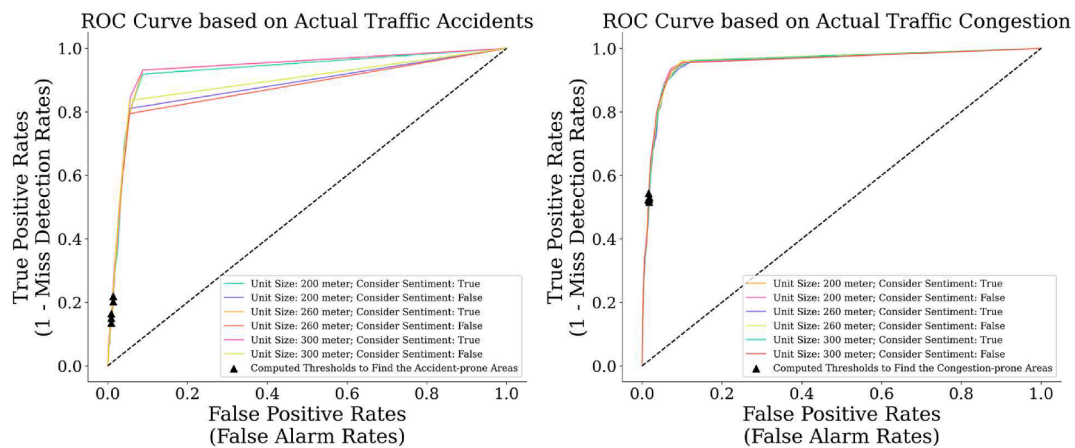 ROC Curve based on Actual Traffic Accidents
True Positive Rates
(1 - Miss Detection Rates)
1.0
0.8
0.6
0.4
0.2
0.0
Unit Size: 200 meter; Consider Sentiment: True
Unit Size: 200 meter; Consider Sentiment: False
Unit Size: 260 meter; Consider Sentiment: True
Unit Size: 260 meter; Consider Sentiment: False
Unit Size: 300 meter; Consider Sentiment: True
Unit Size: 300 meter; Consider Sentiment: False
Computed Thresholds to Find the Accident-prone Areas
0.0 0.2 0.4 0.6 0.8 1.0
False Positive Rates
(False Alarm Rates)
ROC Curve based on Actual Traffic Congestion
True Positive Rates
(1 - Miss Detection Rates)
1.0
0.8
0.6
0.4
0.2
0.0
Unit Size: 200 meter; Consider Sentiment: True
Unit Size: 200 meter; Consider Sentiment: False
Unit Size: 260 meter; Consider Sentiment: True
Unit Size: 260 meter; Consider Sentiment: False
Unit Size: 300 meter; Consider Sentiment: True
Unit Size: 300 meter; Consider Sentiment: False
Computed Thresholds to Find the Congestion-prone Areas
0.0 0.2 0.4 0.6 0.8 1.0
False Positive Rates
(False Alarm Rates)